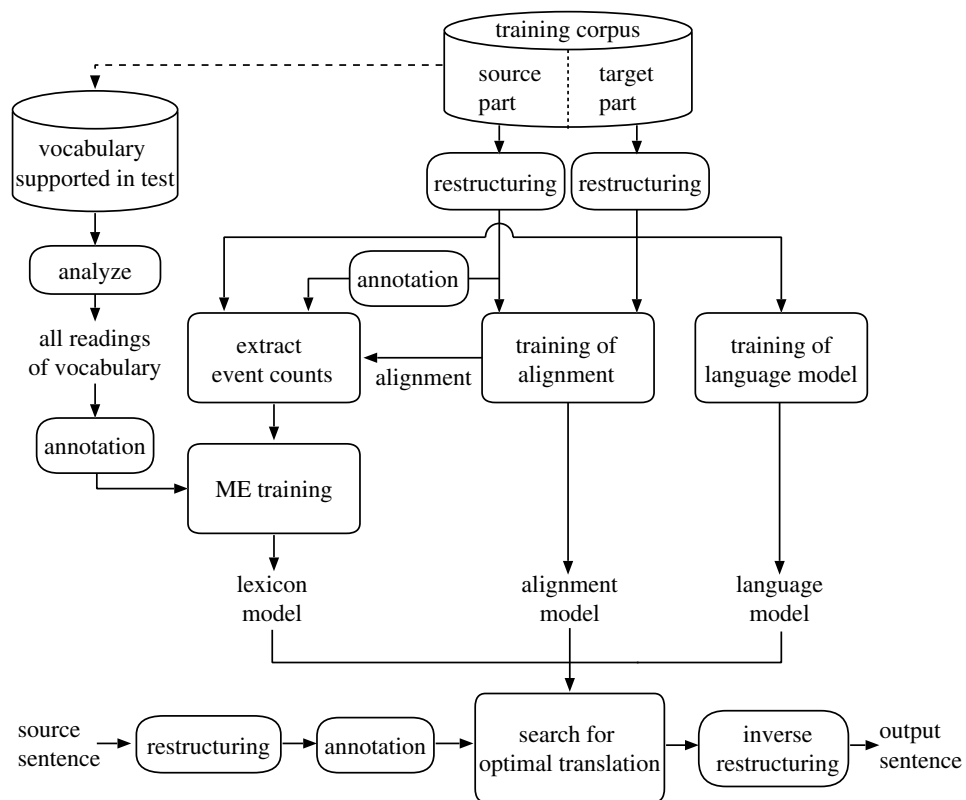 training corpus
source
part
target
part
vocabulary
supported in test
restructuring
restructuring
analyze
annotation
all readings
of vocabulary
extract
event counts
alignment
training of
alignment
training of
language model
annotation
ME training
lexicon
model
alignment
model
language
model
source
sentence
restructuring
annotation
search for
optimal translation
inverse
restructuring
output
sentence